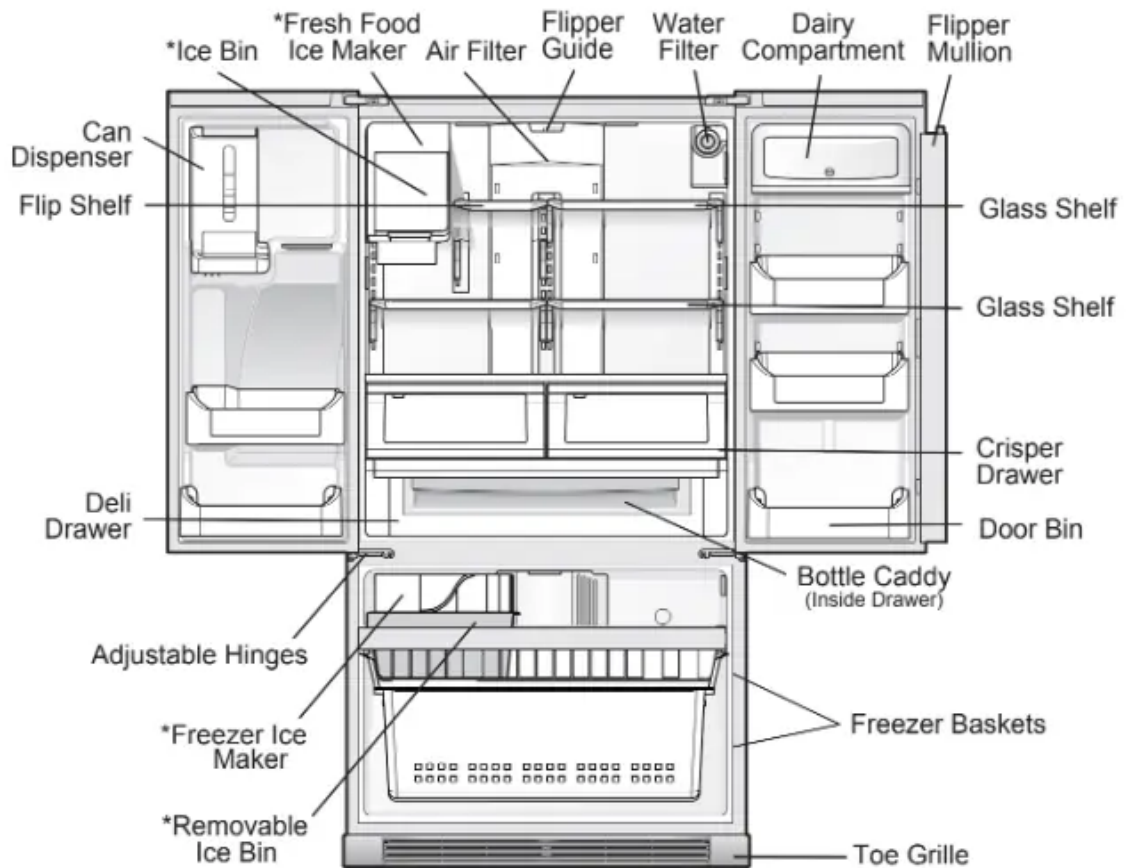 *Ice Bin
*Fresh Food
Ice Maker
Air Filter
Flipper
Guide
Water
Filter
Dairy
Compartment
Flipper
Mullion
Can
Dispenser
Flip Shelf
Glass Shelf
Glass Shelf
Crisper
Drawer
Deli
Drawer
Door Bin
Bottle Caddy
(Inside Drawer)
Adjustable Hinges
*Freezer Ice
Maker
Freezer Baskets
*Removable
Ice Bin
Toe Grille